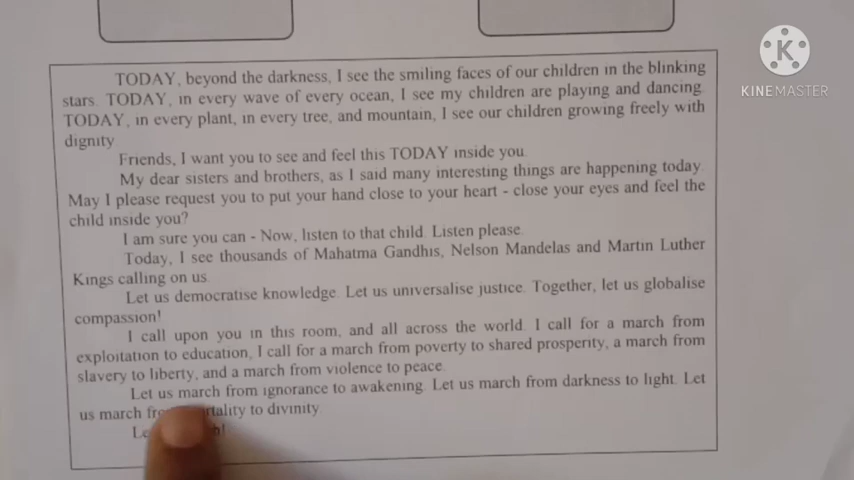 TODAY, beyond the darkness, I see the smiling faces of our children in the blinking
stars. TODAY, in every wave of every ocean, I see my children are playing and dancing.
TODAY, in every plant, in every tree, and mountain, I see our children growing freely with
dignity
Friends, I want you to see and feel this TODAY inside you.
My dear sisters and brothers, as I said many interesting things are happening today.
May I please request you to put your hand close to your heart - close your eyes and feel the
child inside you?
I am sure you can - Now, listen to that child. Listen please.
Today, I see thousands of Mahatma Gandhis, Nelson Mandelas and Martin Luther
Kings calling on us.
Let us democratise knowledge. Let us universalise justice. Together, let us globalise
compassion!
I call upon you in this room, and all across the world. I call for a march from
exploitation to education, I call for a march from poverty to shared prosperity, a march from
slavery to liberty, and a march from violence to peace.
Let us march from ignorance to awakening. Let us march from darkness to light. Let
us march to divinity.
KINEMASTER